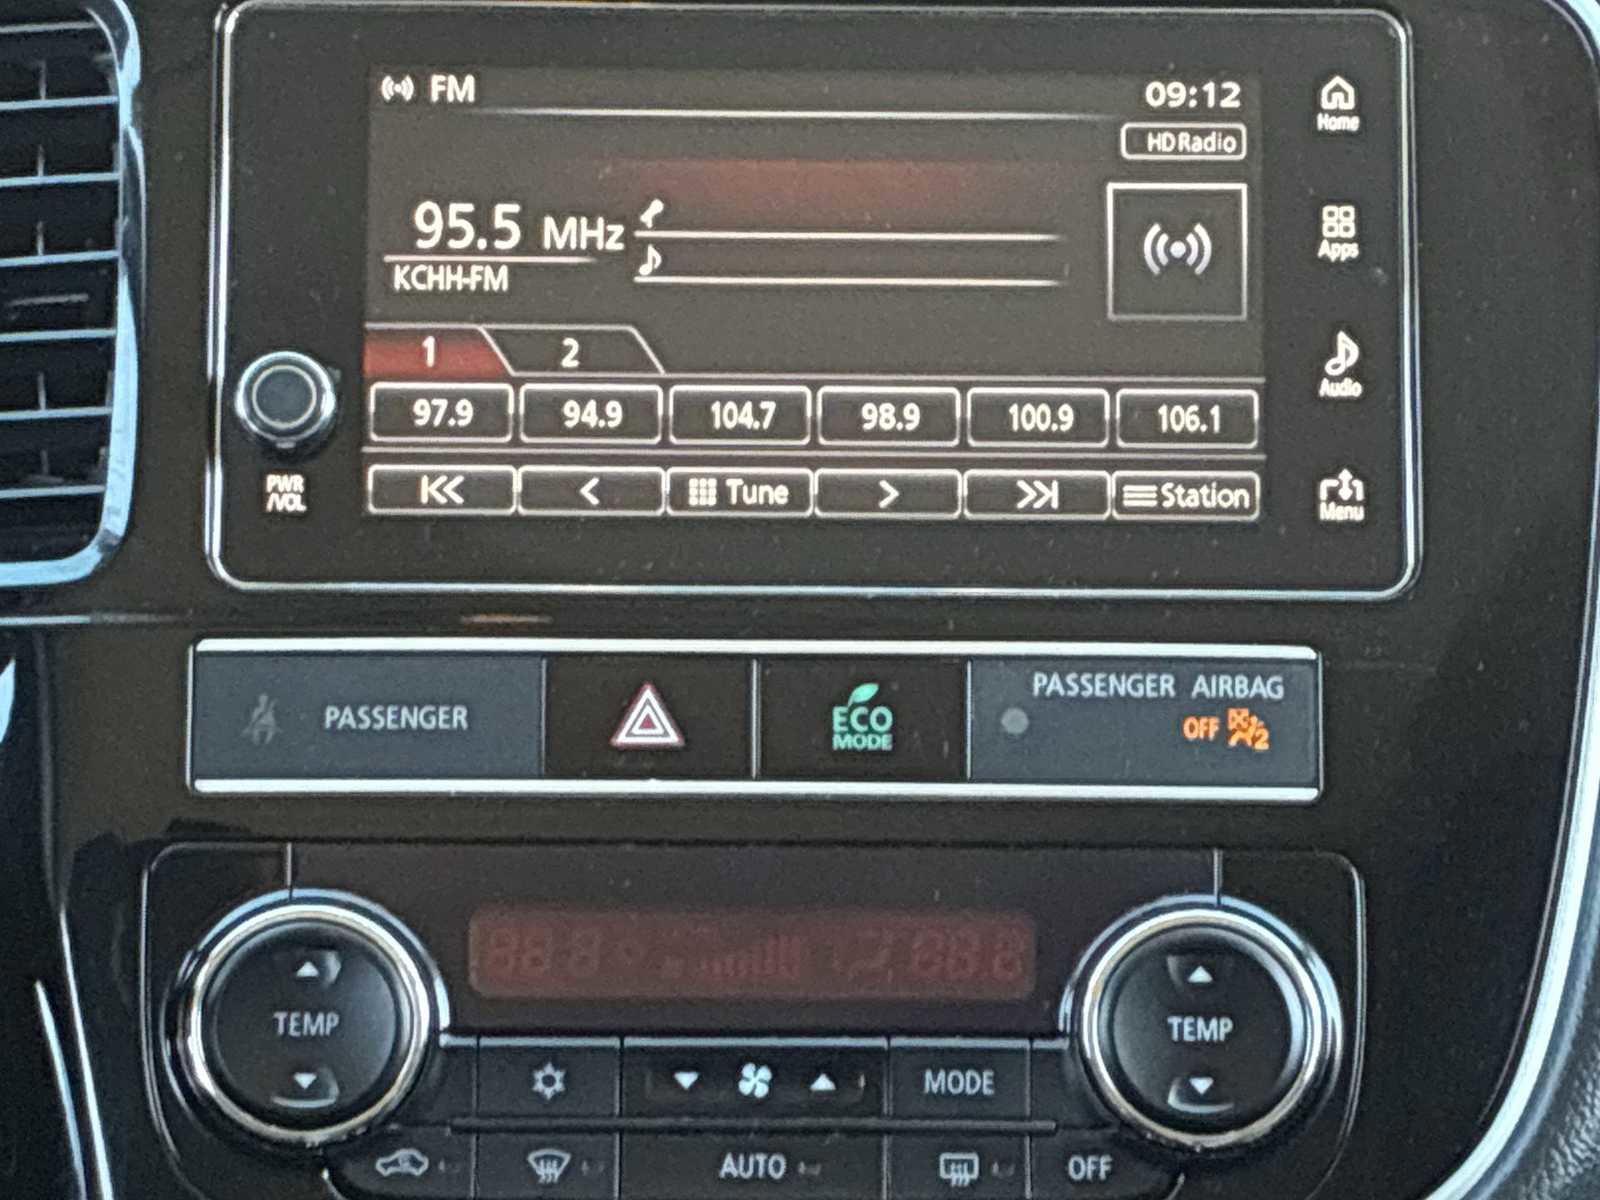 FM 09:12
HD Radio
Home
95.5 MHz
KCHH-FM
Apps
1 2
Audio
97.9 94.9 104.7 98.9 100.9 106.1
PWR
/VOL
Tune Station
Menu
PASSENGER
ECO
MODE
PASSENGER AIRBAG
OFF 2
TEMP
TEMP
MODE
AUTO OFF